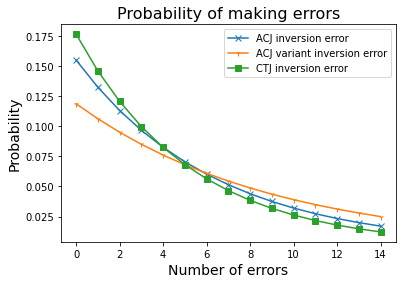 Probability of making errors
ACJ inversion error
ACJ variant inversion error
CTJ inversion error
Probability
0.175
0.150
0.125
0.100
0.075
0.050
0.025
0 2 4 6 8 10 12 14
Number of errors